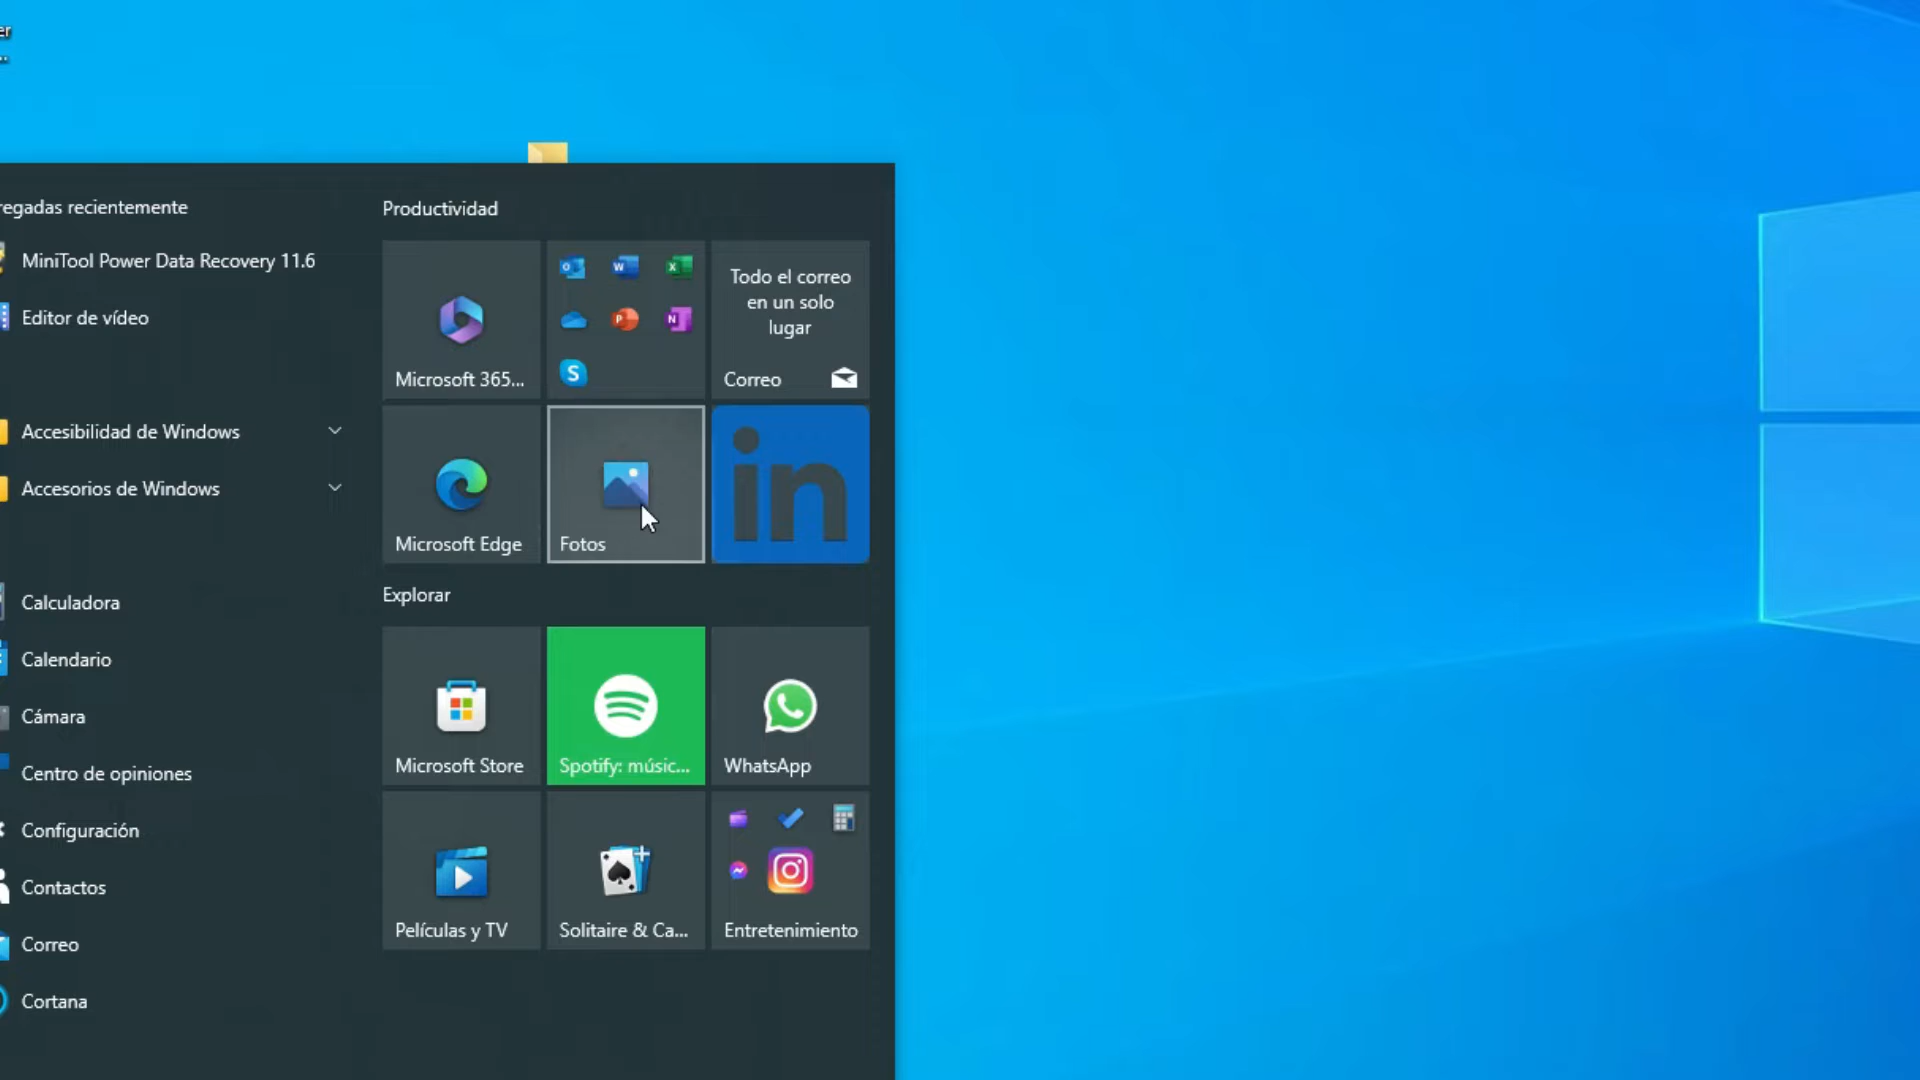 er
...
regadas recientemente
MiniTool Power Data Recovery 11.6
Editor de vídeo
Accesibilidad de Windows
Accesorios de Windows
Calculadora
Calendario
Cámara
Centro de opiniones
Configuración
Contactos
Correo
Cortana
Productividad
Microsoft 365...
Todo el correo
en un solo
lugar
Correo
Microsoft Edge
Fotos
in
Explorar
Microsoft Store
Spotify: músic...
WhatsApp
Películas y TV
Solitaire & Ca...
Entretenimiento